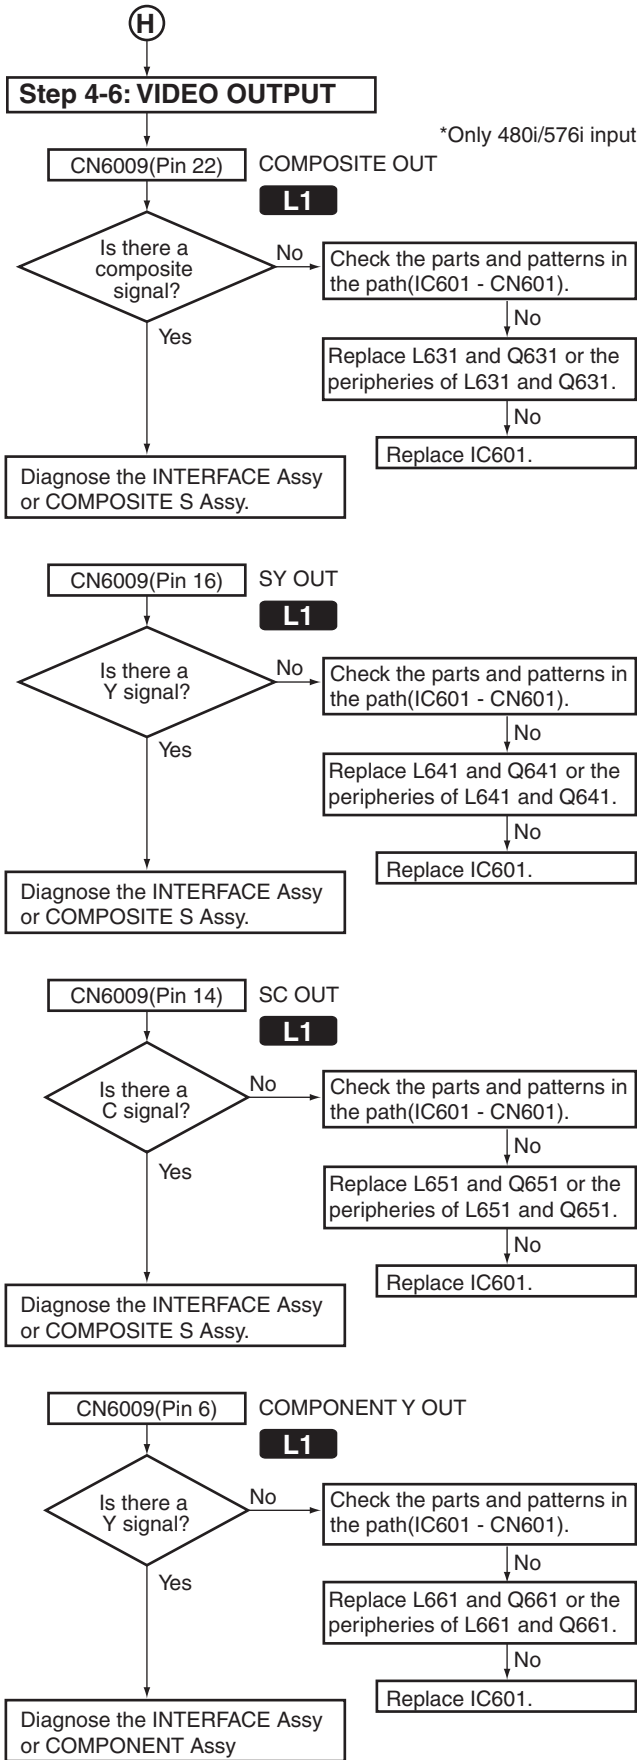 H
Step 4-6: VIDEO OUTPUT
*Only 480i/576i input
CN6009(Pin 22)
COMPOSITE OUT
L1
Is there a
composite
signal?
No
Check the parts and patterns in
the path(IC601 - CN601).
No
Yes
Replace L631 and Q631 or the
peripheries of L631 and Q631.
No
Replace IC601.
Diagnose the INTERFACE Assy
or COMPOSITE S Assy.
CN6009(Pin 16)
SY OUT
L1
Is there a
Y signal?
No
Check the parts and patterns in
the path(IC601 - CN601).
No
Yes
Replace L641 and Q641 or the
peripheries of L641 and Q641.
No
Replace IC601.
Diagnose the INTERFACE Assy
or COMPOSITE S Assy.
CN6009(Pin 14)
SC OUT
L1
Is there a
C signal?
No
Check the parts and patterns in
the path(IC601 - CN601).
No
Yes
Replace L651 and Q651 or the
peripheries of L651 and Q651.
No
Replace IC601.
Diagnose the INTERFACE Assy
or COMPOSITE S Assy.
CN6009(Pin 6)
COMPONENT Y OUT
L1
Is there a
Y signal?
No
Check the parts and patterns in
the path(IC601 - CN601).
No
Yes
Replace L661 and Q661 or the
peripheries of L661 and Q661.
No
Replace IC601.
Diagnose the INTERFACE Assy
or COMPONENT Assy